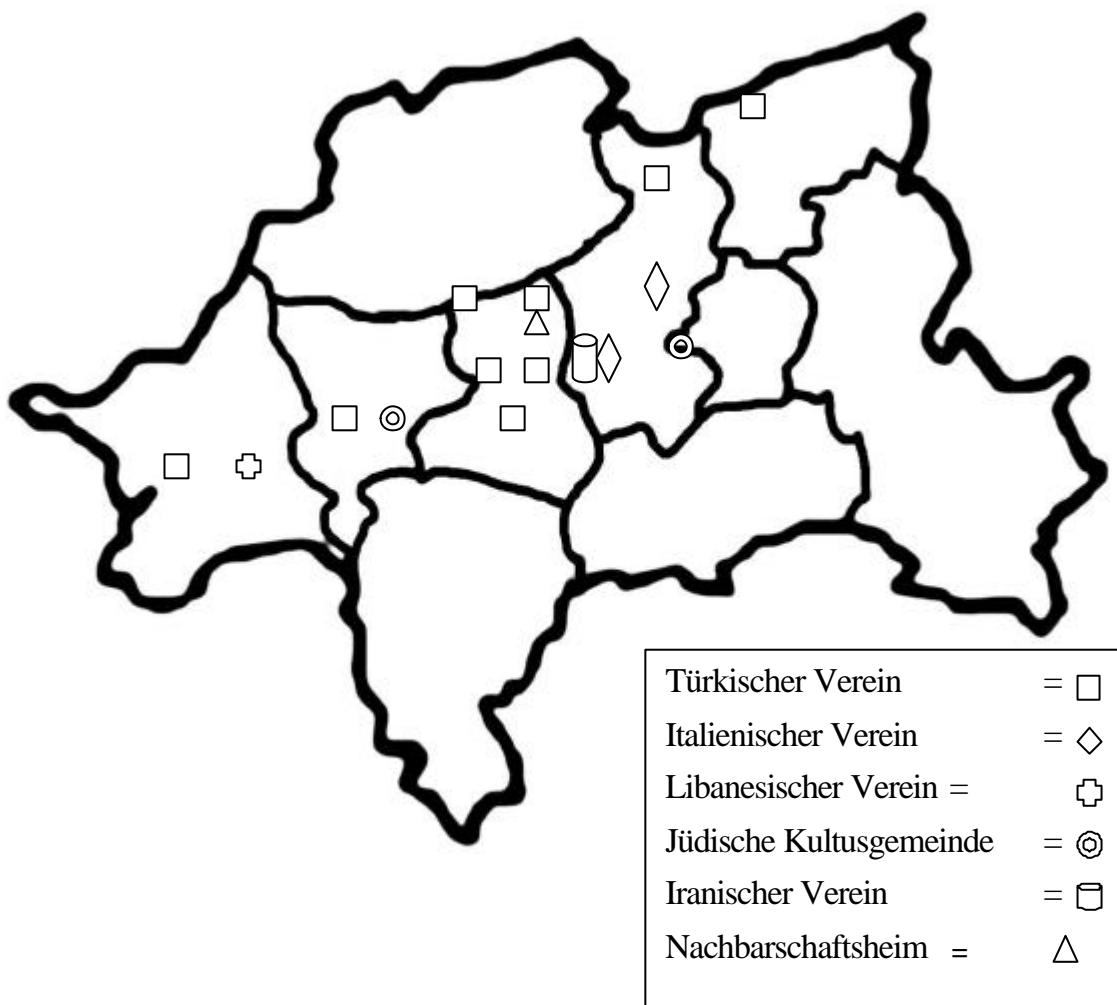 Türkischer Verein = □
Italienischer Verein = ◇
Libanesischer Verein =
Jüdische Kultusgemeinde =
Iranischer Verein =
Nachbarschaftsheim = △